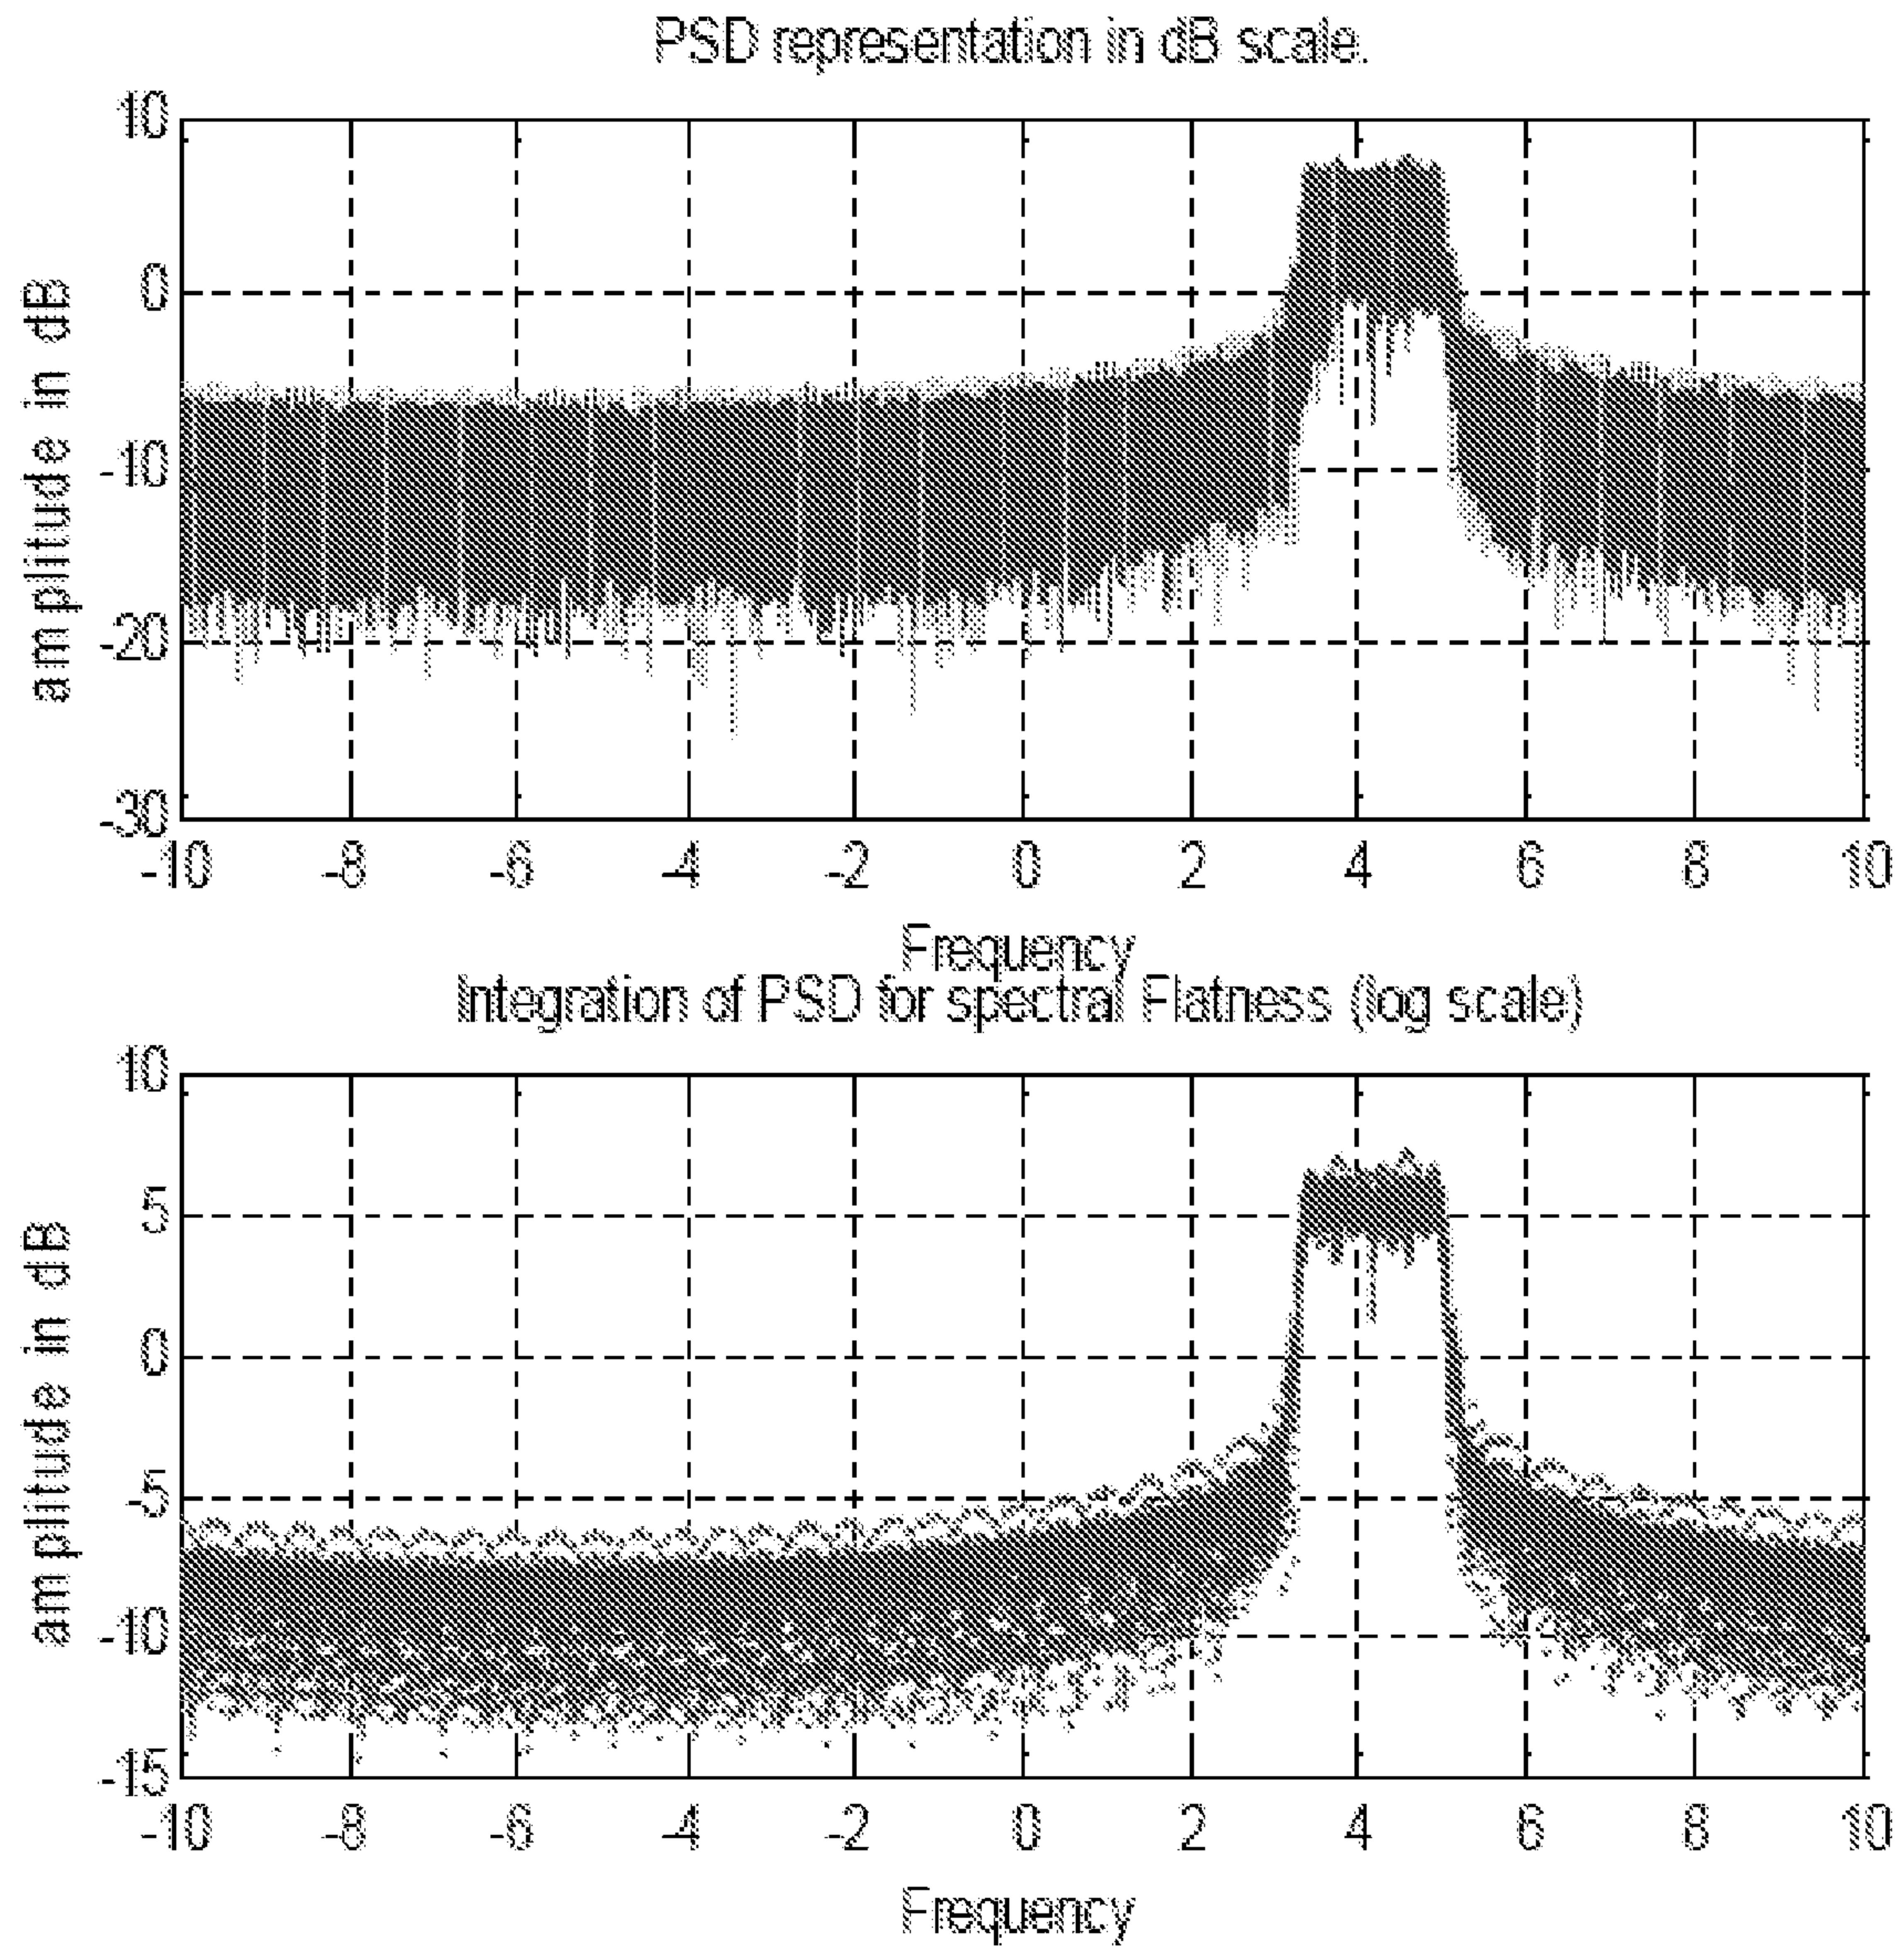 PSD representation in dB scale.
amplitude in dB
10
0
-10
-20
-30
-10 -8 -6 -4 -2 0 2 4 6 8 10
Frequency
Integration of PSD for spectral Flatness (log scale)
amplitude in dB
10
5
0
-5
-10
-15
-10 -8 -6 -4 -2 0 2 4 6 8 10
Frequency